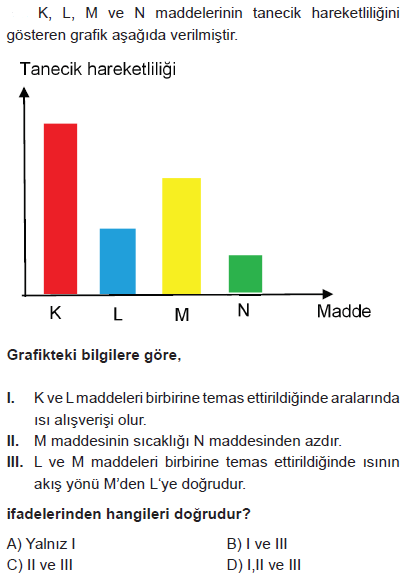 K, L, M ve N maddelerinin tanecik hareketliliğini
gösteren grafik aşağıda verilmiştir.
Tanecik hareketliliği
K L M N Madde
Grafikteki bilgilere göre,
I. K ve L maddeleri birbirine temas ettirildiğinde aralarında
ısı alışverişi olur.
II. M maddesinin sıcaklığı N maddesinden azdır.
III. L ve M maddeleri birbirine temas ettirildiğinde ısının
akış yönü M’den L‘ye doğrudur.
ifadelerinden hangileri doğrudur?
A) Yalnız I B) I ve III
C) II ve III D) I,II ve III